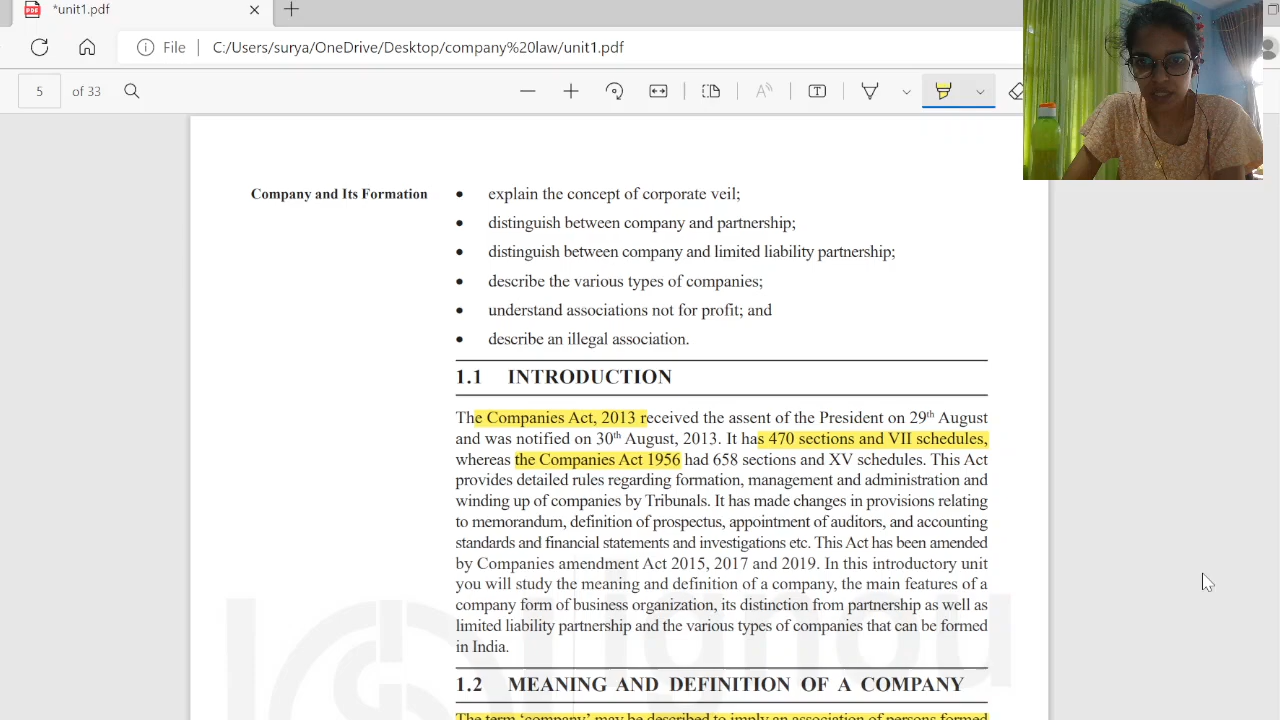 *unit1.pdf
File C:/Users/surya/OneDrive/Desktop/company%20law/unit1.pdf
5 of 33
Company and Its Formation
• explain the concept of corporate veil;
• distinguish between company and partnership;
• distinguish between company and limited liability partnership;
• describe the various types of companies;
• understand associations not for profit; and
• describe an illegal association.
1.1 INTRODUCTION
The Companies Act, 2013 received the assent of the President on 29th August
and was notified on 30th August, 2013. It has 470 sections and VII schedules,
whereas the Companies Act 1956 had 658 sections and XV schedules. This Act
provides detailed rules regarding formation, management and administration and
winding up of companies by Tribunals. It has made changes in provisions relating
to memorandum, definition of prospectus, appointment of auditors, and accounting
standards and financial statements and investigations etc. This Act has been amended
by Companies amendment Act 2015, 2017 and 2019. In this introductory unit
you will study the meaning and definition of a company, the main features of a
company form of business organization, its distinction from partnership as well as
limited liability partnership and the various types of companies that can be formed
in India.
ignou
1.2 MEANING AND DEFINITION OF A COMPANY
The term 'company' may be described to imply an association of persons formed